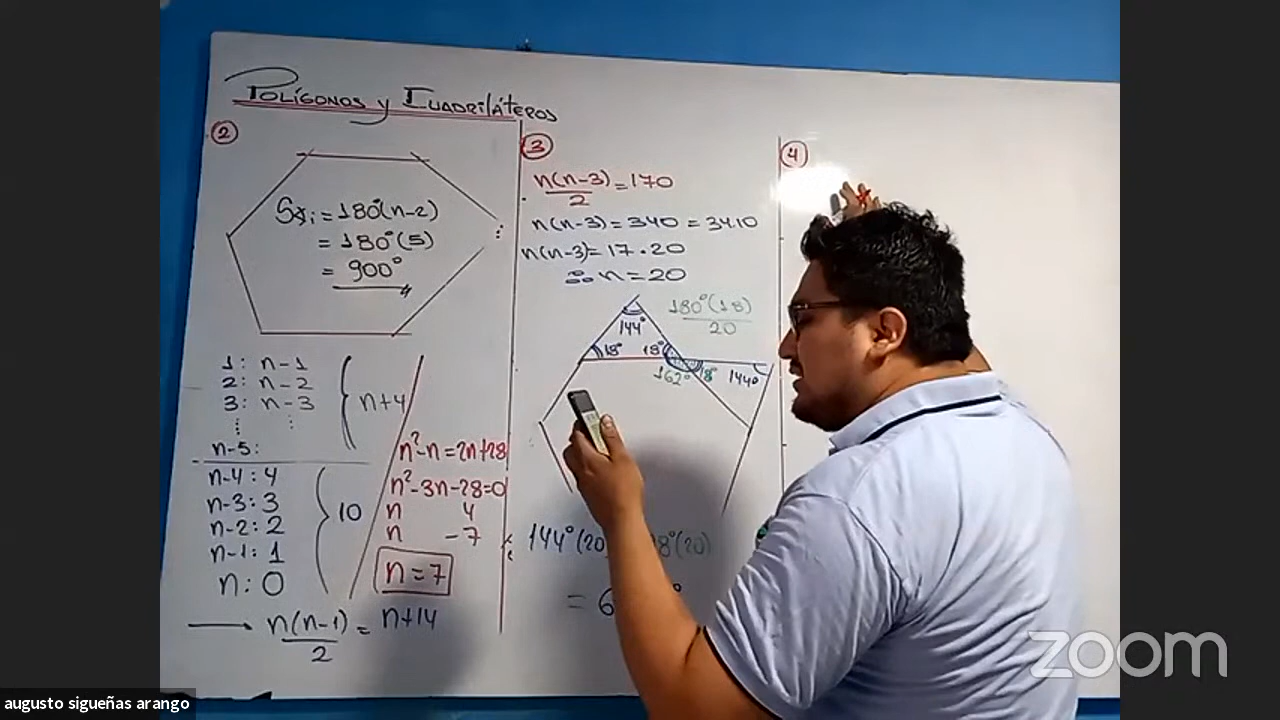 Polígonos y Cuadriláteros
2
S∢i = 180°(n-2)
= 180°(5)
= 900°
1: n-1
2: n-2
3: n-3
⋮ ⋮
n-5:
n+4
n-4: 4
n-3: 3
n-2: 2
n-1: 1
n: 0
10
n(n-1)/2 = n+14
n²-n=2n+28
n²-3n-28=0
n 4
n -7
n=7
3
n(n-3)/2 = 170
n(n-3) = 340 = 34.10
n(n-3) = 17.20
∴ n = 20
180°(18)/20
144°
18° 18°
162° 18° 144°
144°(20) 8°(20)
= 6
4
zoom
augusto sigueñas arango